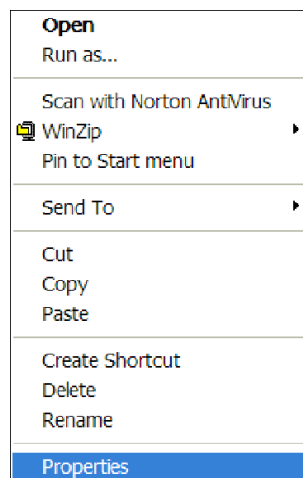 Open
Run as...
Scan with Norton AntiVirus
WinZip
Pin to Start menu
Send To
Cut
Copy
Paste
Create Shortcut
Delete
Rename
Properties